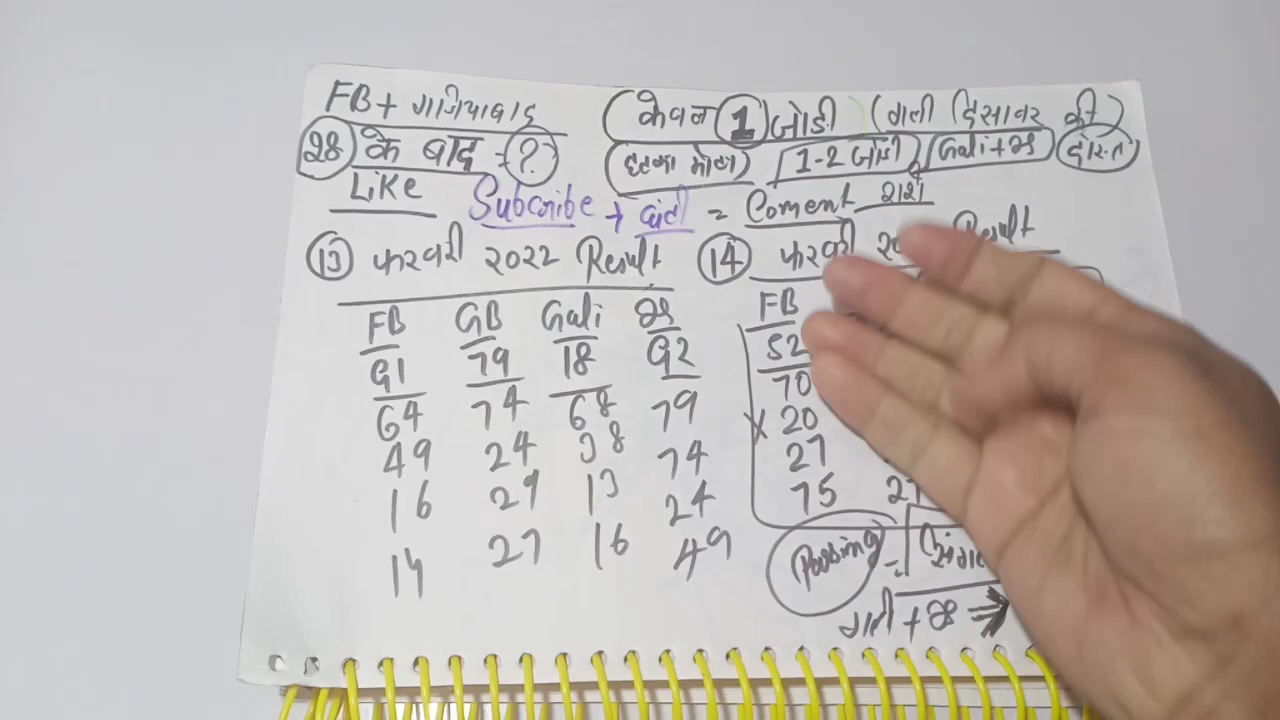 FB + गाजियाबाद
(केवल 1 जोडी (गली दिसावर की)
28 के बाद = ?
1-2 जोडी Gali + DS
Like
Subscribe + घंटी = Coment
13 फरवरी २०२२ Result
14 फरवरी Result
FB GB Gali DS
91 79 18 92
64 74 68 79
49 24 38 74
16 29 13 24
14 27 16 49
FB
52
70
X 20
27
75
Passing
गली + DS →